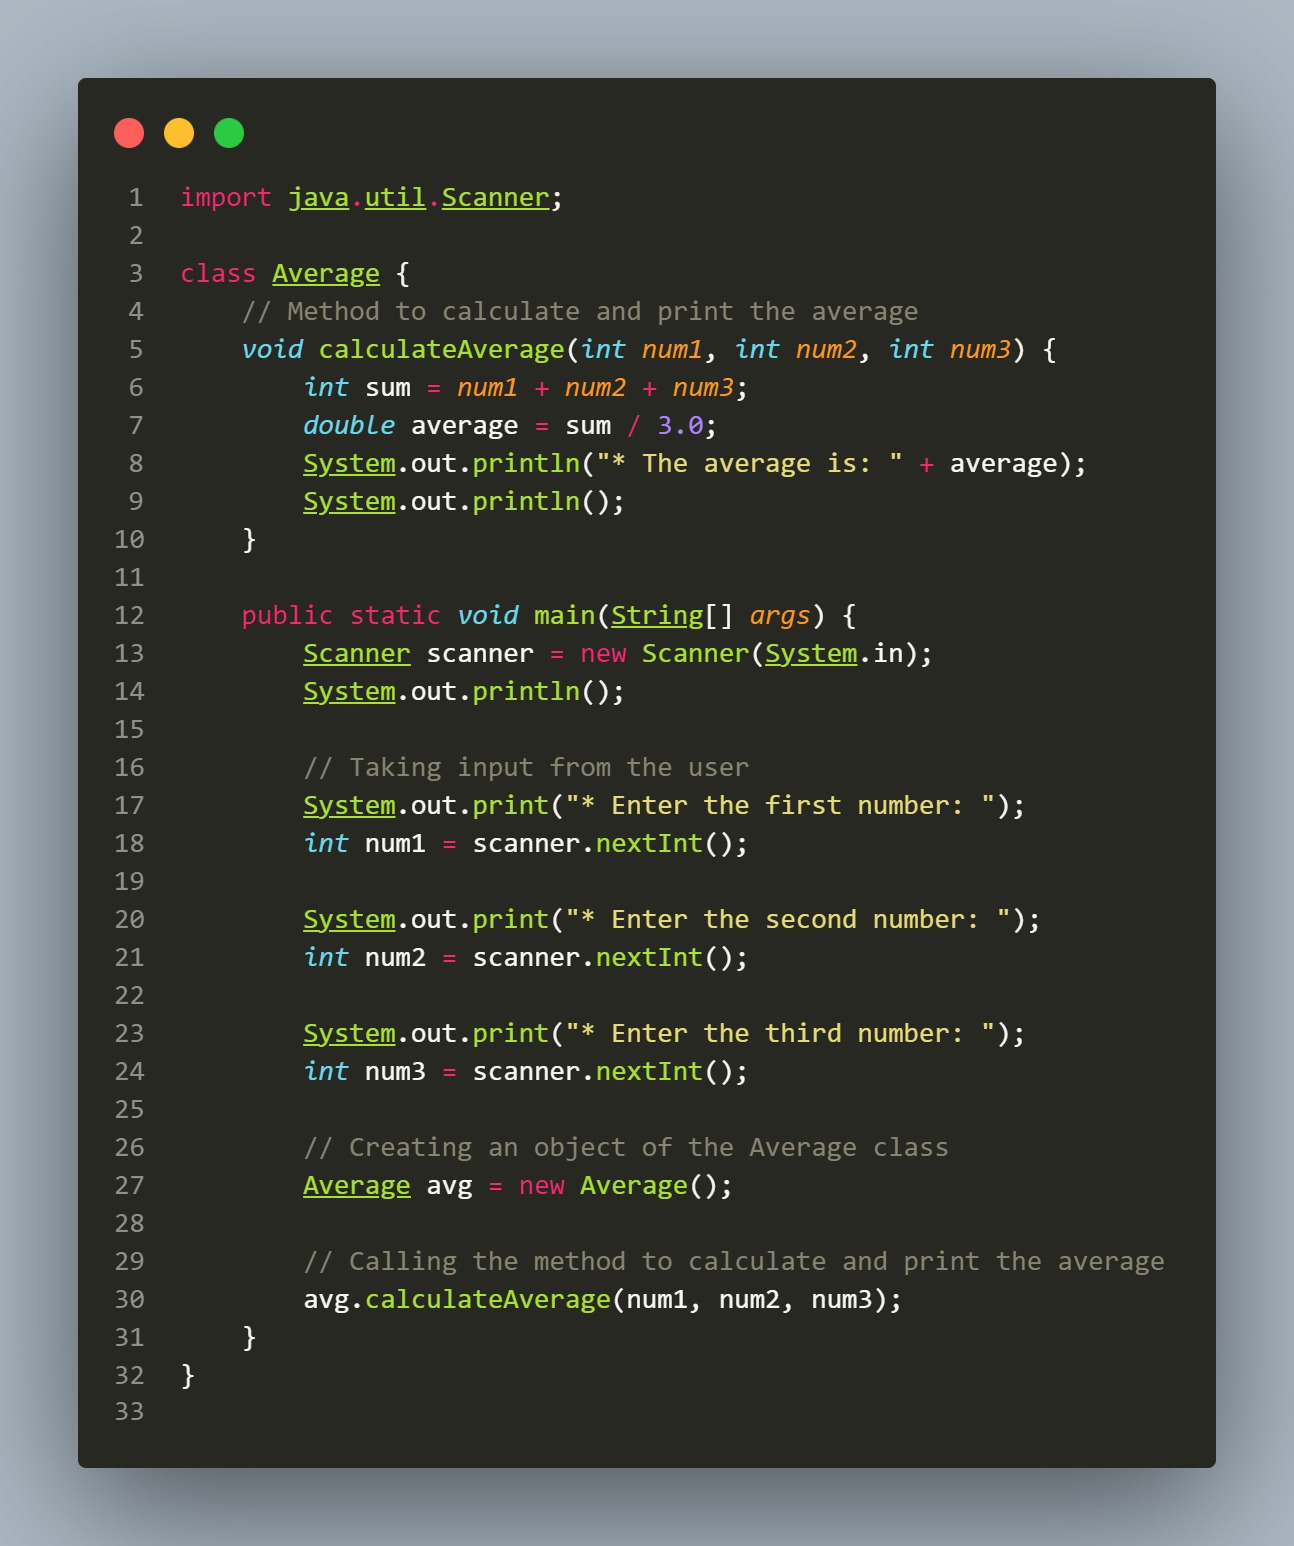 1 import java.util.Scanner;
2
3 class Average {
4     // Method to calculate and print the average
5     void calculateAverage(int num1, int num2, int num3) {
6         int sum = num1 + num2 + num3;
7         double average = sum / 3.0;
8         System.out.println("* The average is: " + average);
9         System.out.println();
10     }
11
12     public static void main(String[] args) {
13         Scanner scanner = new Scanner(System.in);
14         System.out.println();
15
16         // Taking input from the user
17         System.out.print("* Enter the first number: ");
18         int num1 = scanner.nextInt();
19
20         System.out.print("* Enter the second number: ");
21         int num2 = scanner.nextInt();
22
23         System.out.print("* Enter the third number: ");
24         int num3 = scanner.nextInt();
25
26         // Creating an object of the Average class
27         Average avg = new Average();
28
29         // Calling the method to calculate and print the average
30         avg.calculateAverage(num1, num2, num3);
31     }
32 }
33